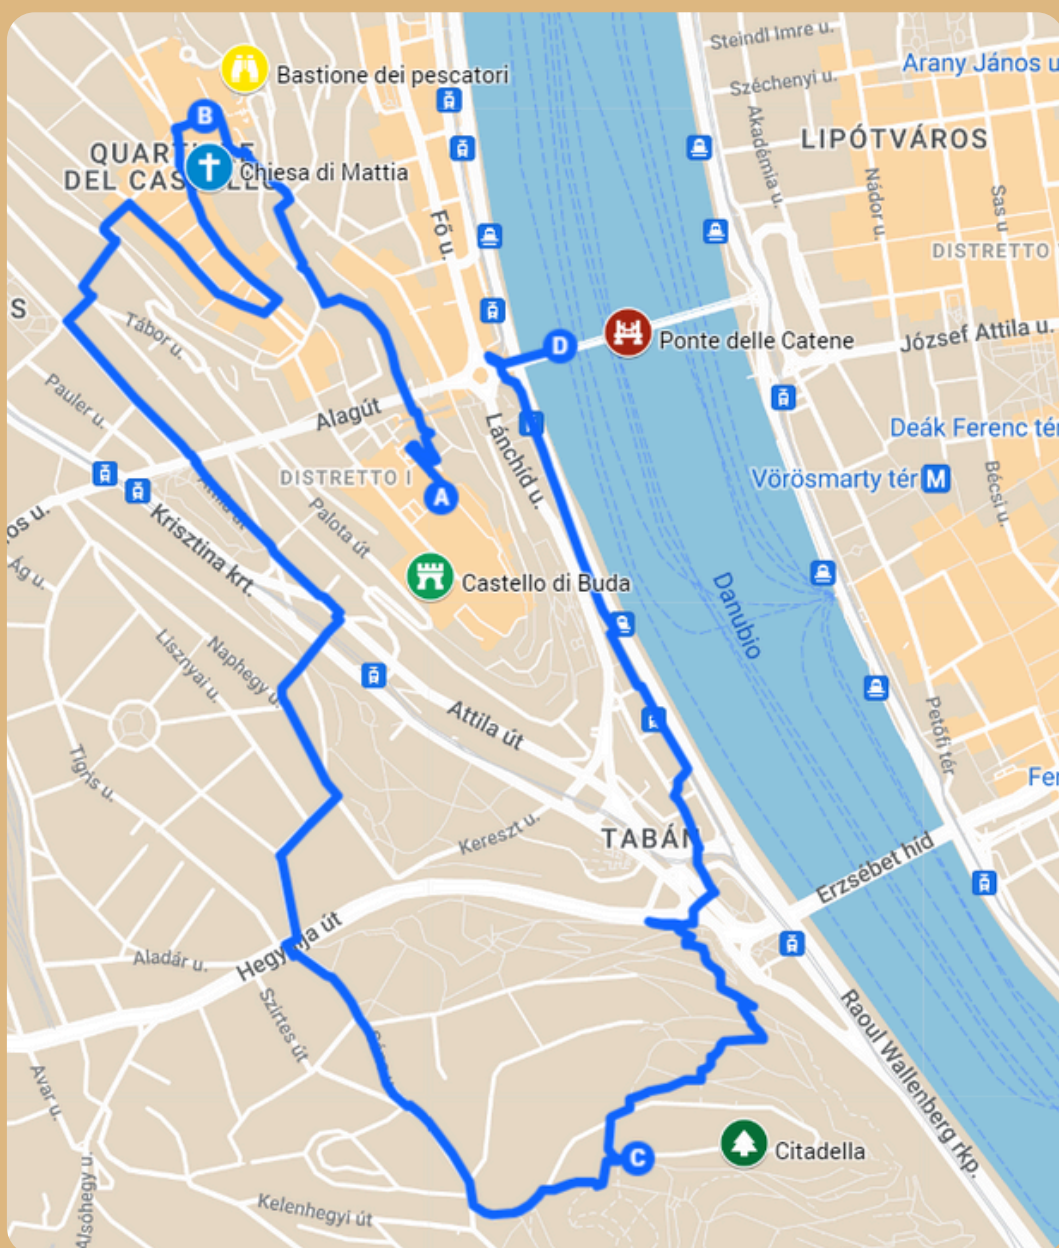 Steindl Imre u.
Arany János u
Bastione dei pescatori
Széchenyi u.
B
Akadémia u.
LIPÓTVÁROS
QUAR
DEL CAS
Chiesa di Mattia
Nádor u.
Sas u
Fő u.
DISTRETTO
S
Tábor u.
D
Ponte delle Catene
József Attila u.
Pauler u.
Alagút
Lánchíd u.
Deák Ferenc tér
DISTRETTO I
Vörösmarty tér M
Bécsi u.
A
Attila út
os u.
Krisztina krt.
Palota út
Ág u.
Castello di Buda
Danubio
Lisznyai u.
Naphegy u.
Attila út
Petőfi tér
Tigris u.
Fer
Kereszt u.
TABÁN
Erzsébet híd
Hegyalja út
Aladár u.
Szirtes út
Raoul Wallenberg rkp.
Avar u.
Citadella
C
Alsóhegy u.
Kelenhegyi út